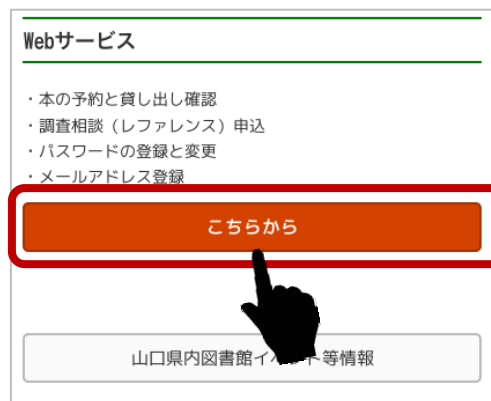 Webサービス
・本の予約と貸し出し確認
・調査相談（レファレンス）申込
・パスワードの登録と変更
・メールアドレス登録
こちらから
山口県内図書館イベント等情報